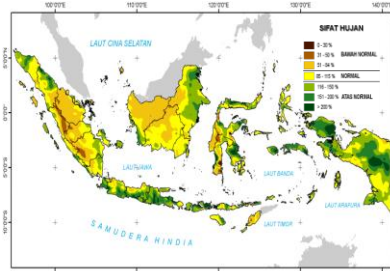 100°0'0"E 110°0'0"E 120°0'0"E 130°0'0"E 140°0'0"E
LAUT CINA SELATAN
SIFAT HUJAN
0 - 30 %
31 - 50 % BAWAH NORMAL
51 - 84 %
85 - 115 % NORMAL
116 - 150 %
151 - 200 % ATAS NORMAL
> 200 %
5°0'0"N
0°0'0"
5°0'0"S
10°0'0"S
LAUT JAWA
LAUT BANDA
LAUT ARAFURA
LAUT TIMOR
SAMUDERA HINDIA